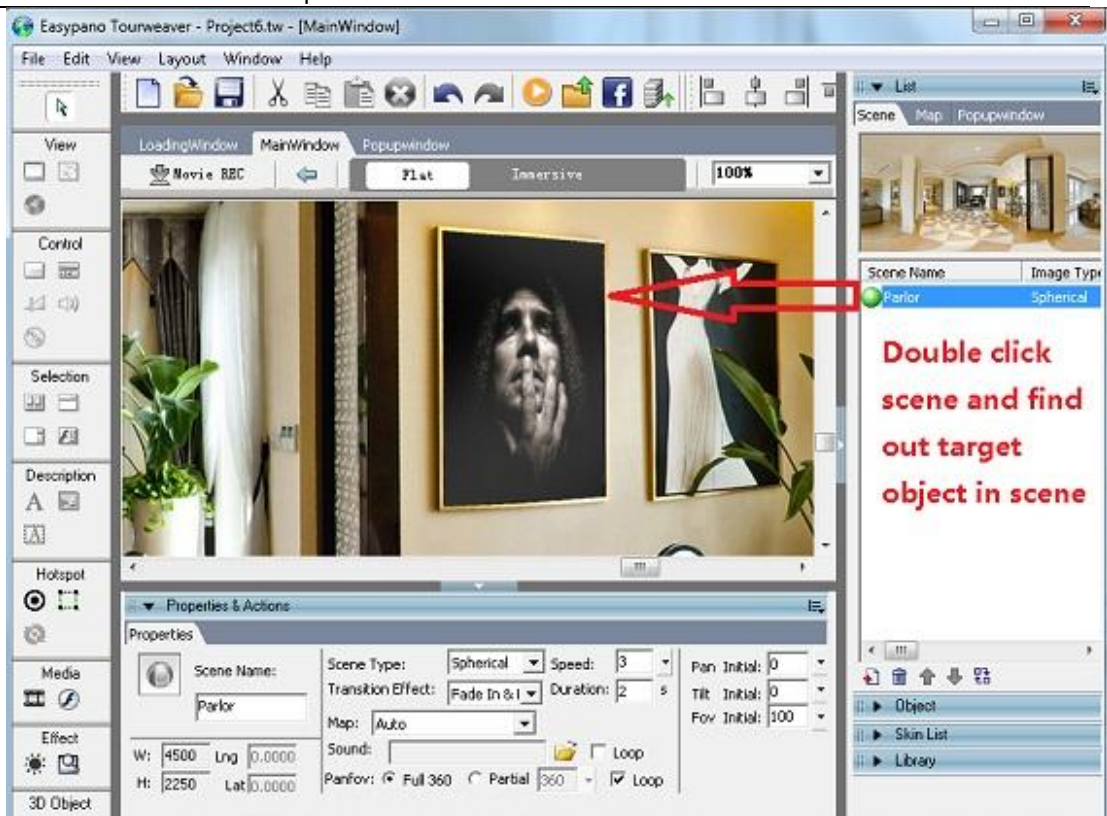 Easypano Tourweaver - Project6.tw - [MainWindow]
File Edit View Layout Window Help
View
Control
Selection
Description
Hotspot
Media
Effect
3D Object
LoadingWindow MainWindow Popupwindow
Movie REC Flat Immersive 100%
List
Scene Map Popupwindow
Scene Name Image Type
Parlor Spherical
Double click
scene and find
out target
object in scene
Object
Skin List
Library
Properties & Actions
Properties
Scene Name:
Parlor
W: 4500 Lng 0.0000
H: 2250 Lat 0.0000
Scene Type: Spherical Speed: 3
Transition Effect: Fade In & Duration: 2 s
Map: Auto
Sound: Loop
Panfov: Full 360 Partial 360 Loop
Pan Initial: 0
Tilt Initial: 0
Fov Initial: 100